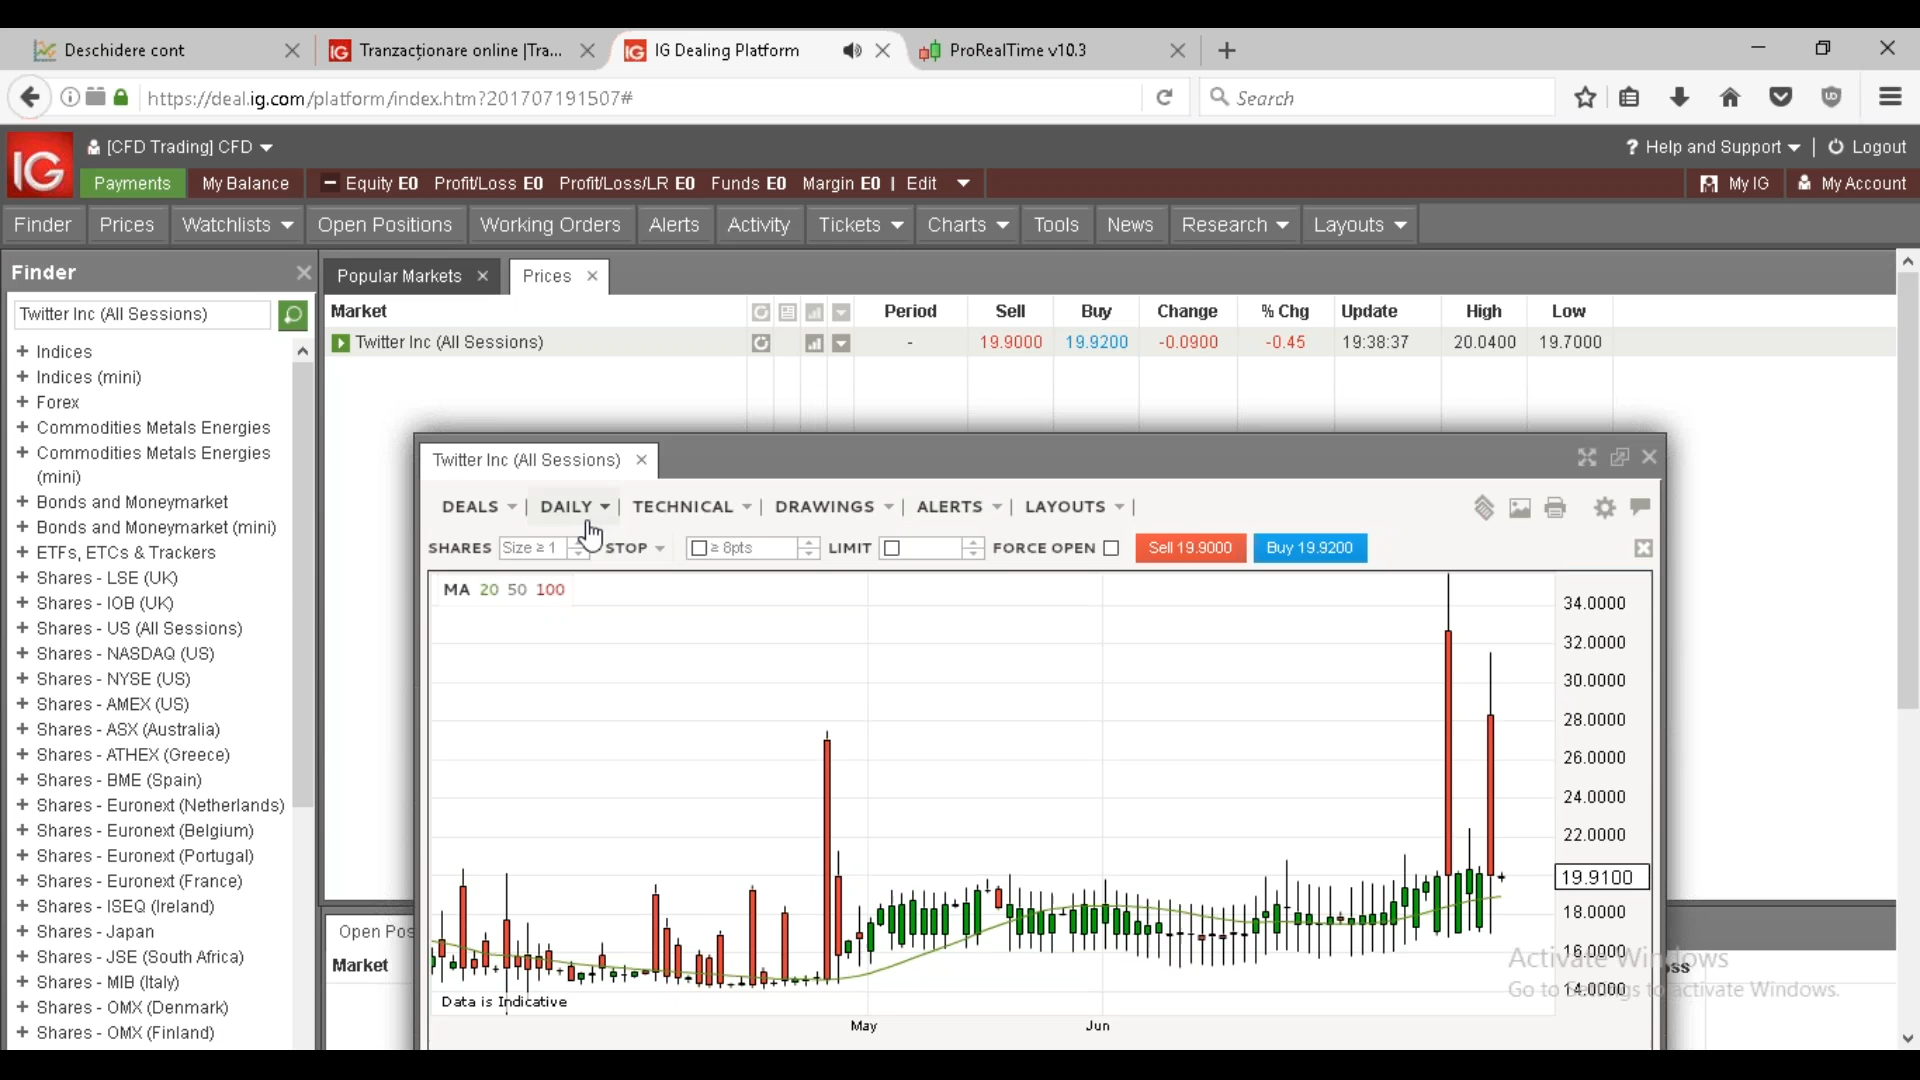 Deschidere cont
Tranzacționare online |Tra...
IG Dealing Platform
ProRealTime v10.3
https://deal.ig.com/platform/index.htm?201707191507#
Search
IG
[CFD Trading] CFD
? Help and Support
Logout
Payments
My Balance
Equity E0 Profit/Loss E0 Profit/Loss/LR E0 Funds E0 Margin E0 | Edit
My IG
My Account
Finder Prices Watchlists Open Positions Working Orders Alerts Activity Tickets Charts Tools News Research Layouts
Finder
Popular Markets
Prices
Twitter Inc (All Sessions)
Market Period Sell Buy Change % Chg Update High Low
Twitter Inc (All Sessions) - 19.9000 19.9200 -0.0900 -0.45 19:38:37 20.0400 19.7000
+ Indices
+ Indices (mini)
+ Forex
+ Commodities Metals Energies
+ Commodities Metals Energies
(mini)
+ Bonds and Moneymarket
+ Bonds and Moneymarket (mini)
+ ETFs, ETCs & Trackers
+ Shares - LSE (UK)
+ Shares - IOB (UK)
+ Shares - US (All Sessions)
+ Shares - NASDAQ (US)
+ Shares - NYSE (US)
+ Shares - AMEX (US)
+ Shares - ASX (Australia)
+ Shares - ATHEX (Greece)
+ Shares - BME (Spain)
+ Shares - Euronext (Netherlands)
+ Shares - Euronext (Belgium)
+ Shares - Euronext (Portugal)
+ Shares - Euronext (France)
+ Shares - ISEQ (Ireland)
+ Shares - Japan
+ Shares - JSE (South Africa)
+ Shares - MIB (Italy)
+ Shares - OMX (Denmark)
+ Shares - OMX (Finland)
Twitter Inc (All Sessions)
DEALS | DAILY | TECHNICAL | DRAWINGS | ALERTS | LAYOUTS |
SHARES Size ≥ 1 STOP ≥ 8pts LIMIT FORCE OPEN Sell 19.9000 Buy 19.9200
MA 20 50 100
34.0000
32.0000
30.0000
28.0000
26.0000
24.0000
22.0000
19.9100
18.0000
16.0000
14.0000
Data is Indicative
May
Jun
Open Pos
Market
ss
Activate Windows
Go to Settings to activate Windows.